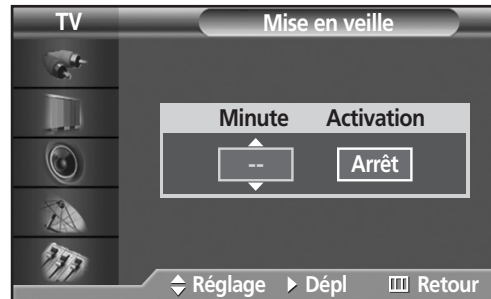 TV Mise en veille
Minute Activation
-- Arrêt
Réglage Dépl Retour